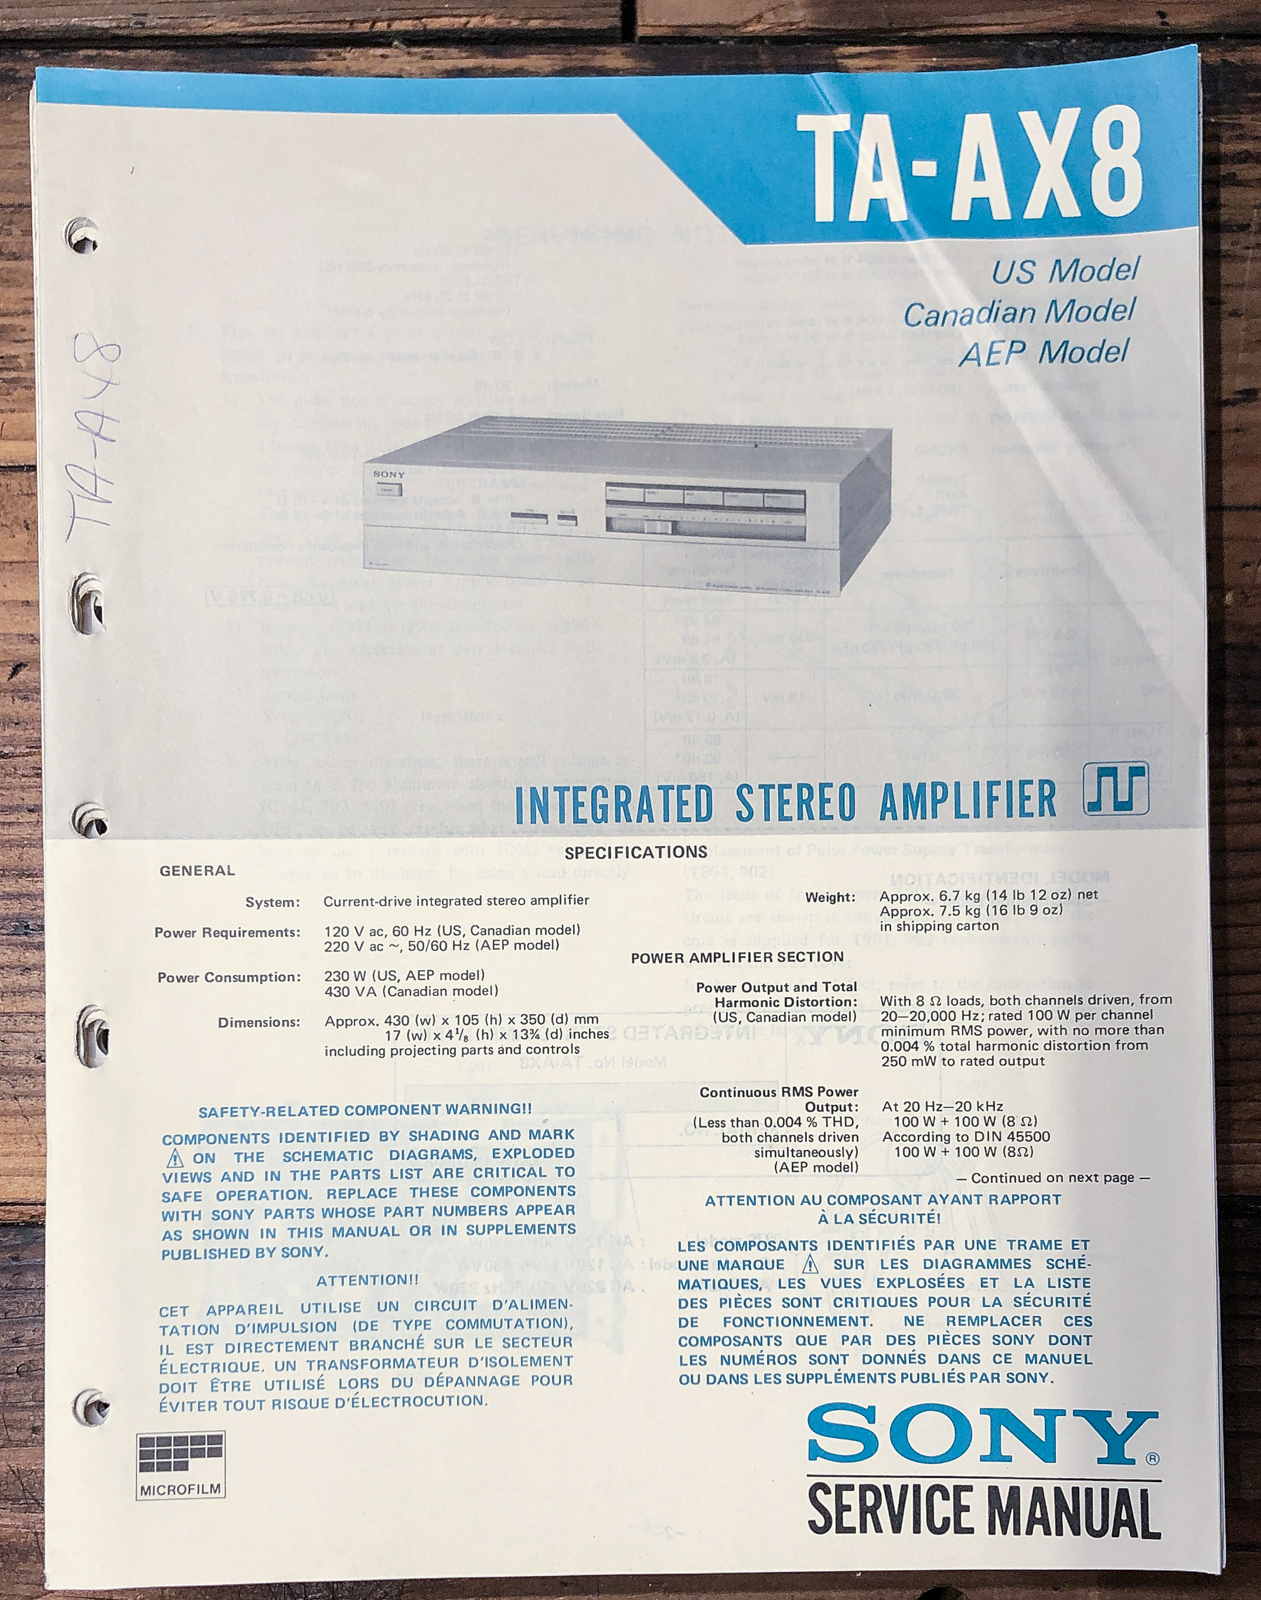 TA-AX8
US Model
Canadian Model
AEP Model
TA-AX8
SONY
INTEGRATED STEREO AMPLIFIER
SPECIFICATIONS
GENERAL
System: Current-drive integrated stereo amplifier
Power Requirements: 120 V ac, 60 Hz (US, Canadian model)
220 V ac ~, 50/60 Hz (AEP model)
Power Consumption: 230 W (US, AEP model)
430 VA (Canadian model)
Dimensions: Approx. 430 (w) x 105 (h) x 350 (d) mm
17 (w) x 4 1/8 (h) x 13¾ (d) inches
including projecting parts and controls
SAFETY-RELATED COMPONENT WARNING!!
COMPONENTS IDENTIFIED BY SHADING AND MARK
⚠ ON THE SCHEMATIC DIAGRAMS, EXPLODED
VIEWS AND IN THE PARTS LIST ARE CRITICAL TO
SAFE OPERATION. REPLACE THESE COMPONENTS
WITH SONY PARTS WHOSE PART NUMBERS APPEAR
AS SHOWN IN THIS MANUAL OR IN SUPPLEMENTS
PUBLISHED BY SONY.
ATTENTION!!
CET APPAREIL UTILISE UN CIRCUIT D'ALIMEN-
TATION D'IMPULSION (DE TYPE COMMUTATION),
IL EST DIRECTEMENT BRANCHÉ SUR LE SECTEUR
ÉLECTRIQUE. UN TRANSFORMATEUR D'ISOLEMENT
DOIT ÊTRE UTILISÉ LORS DU DÉPANNAGE POUR
ÉVITER TOUT RISQUE D'ÉLECTROCUTION.
MICROFILM
Weight: Approx. 6.7 kg (14 lb 12 oz) net
Approx. 7.5 kg (16 lb 9 oz)
in shipping carton
POWER AMPLIFIER SECTION
Power Output and Total
Harmonic Distortion: With 8 Ω loads, both channels driven, from
(US, Canadian model) 20—20,000 Hz; rated 100 W per channel
minimum RMS power, with no more than
0.004 % total harmonic distortion from
250 mW to rated output
Continuous RMS Power
Output: At 20 Hz—20 kHz
(Less than 0.004 % THD, 100 W + 100 W (8 Ω)
both channels driven According to DIN 45500
simultaneously) 100 W + 100 W (8Ω)
(AEP model)
— Continued on next page —
ATTENTION AU COMPOSANT AYANT RAPPORT
À LA SÉCURITÉ!
LES COMPOSANTS IDENTIFIÉS PAR UNE TRAME ET
UNE MARQUE ⚠ SUR LES DIAGRAMMES SCHÉ-
MATIQUES, LES VUES EXPLOSÉES ET LA LISTE
DES PIÈCES SONT CRITIQUES POUR LA SÉCURITÉ
DE FONCTIONNEMENT. NE REMPLACER CES
COMPOSANTS QUE PAR DES PIÈCES SONY DONT
LES NUMÉROS SONT DONNÉS DANS CE MANUEL
OU DANS LES SUPPLÉMENTS PUBLIÉS PAR SONY.
SONY®
SERVICE MANUAL